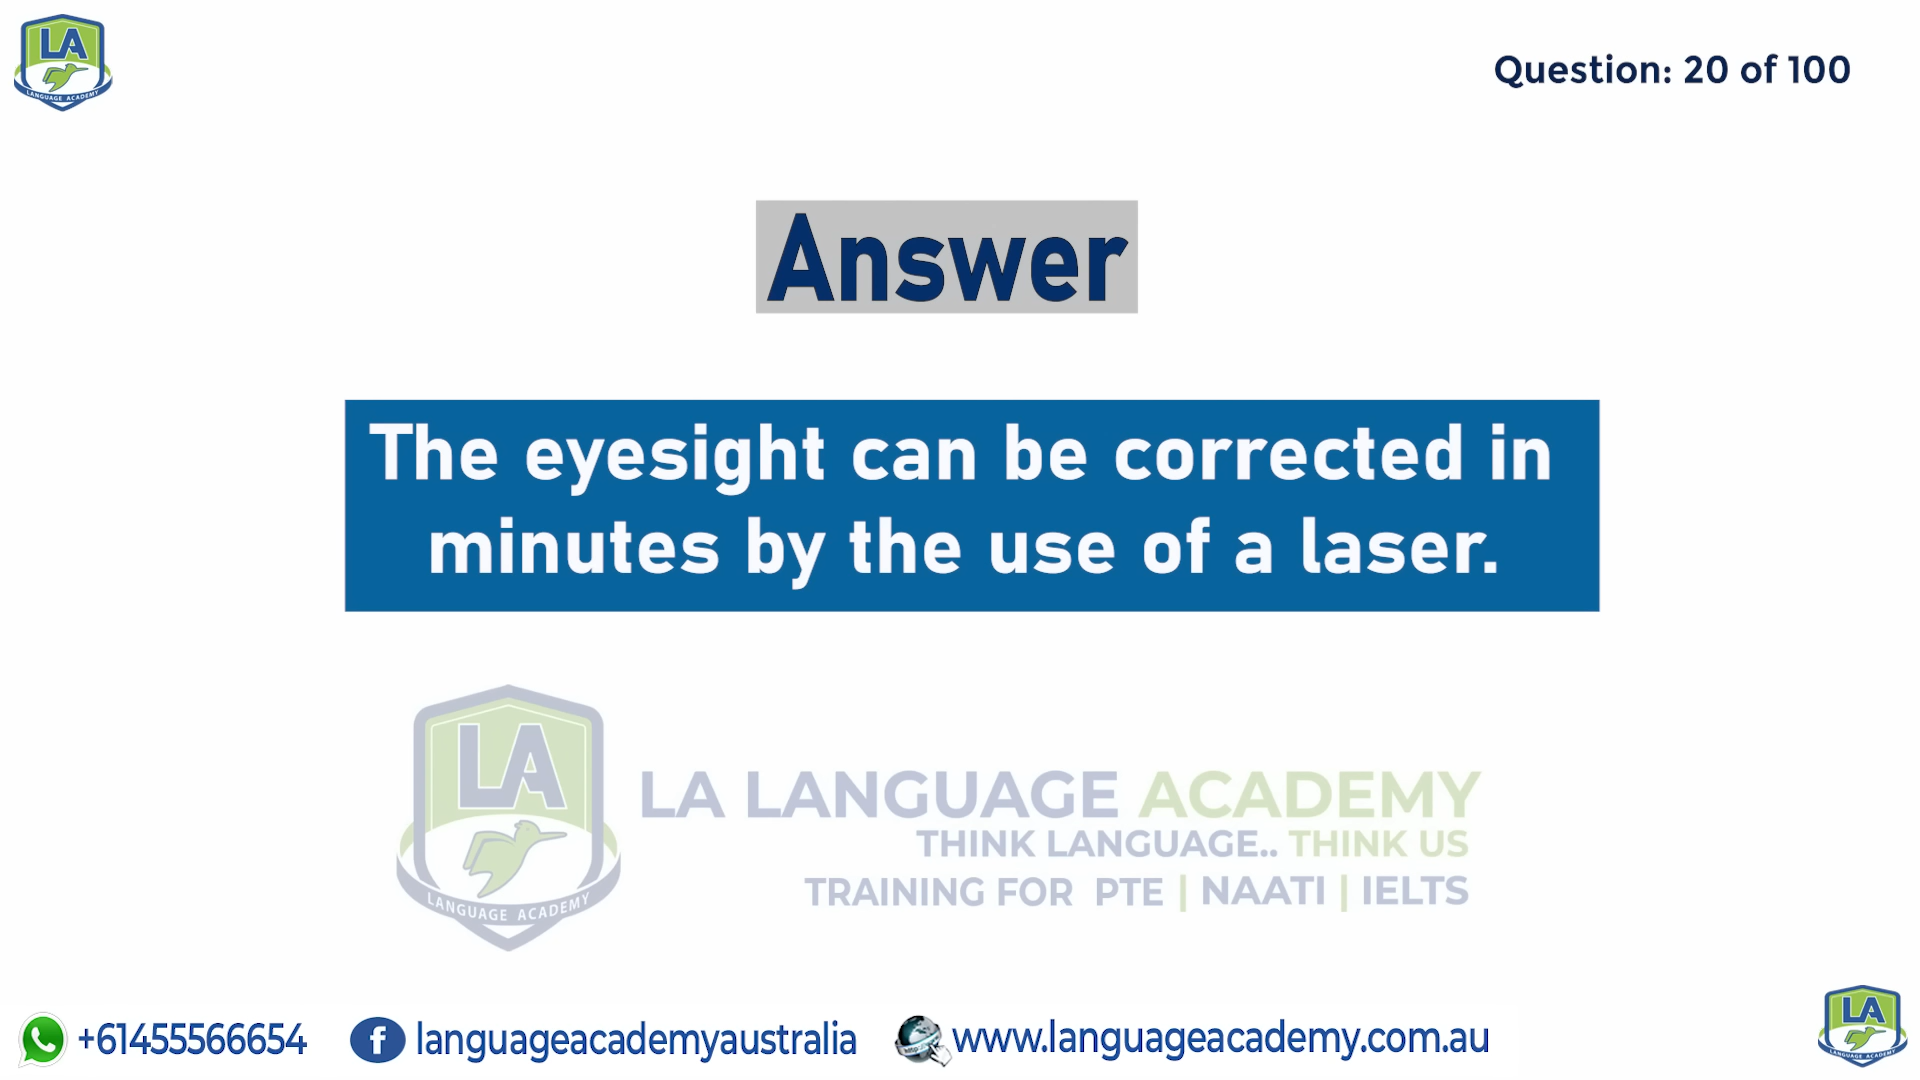 LA
LANGUAGE ACADEMY
Question: 20 of 100
Answer
The eyesight can be corrected in
minutes by the use of a laser.
LA
LANGUAGE ACADEMY
LA LANGUAGE ACADEMY
THINK LANGUAGE.. THINK US
TRAINING FOR PTE | NAATI | IELTS
+61455566654
f languageacademyaustralia
www.languageacademy.com.au
LA
LANGUAGE ACADEMY